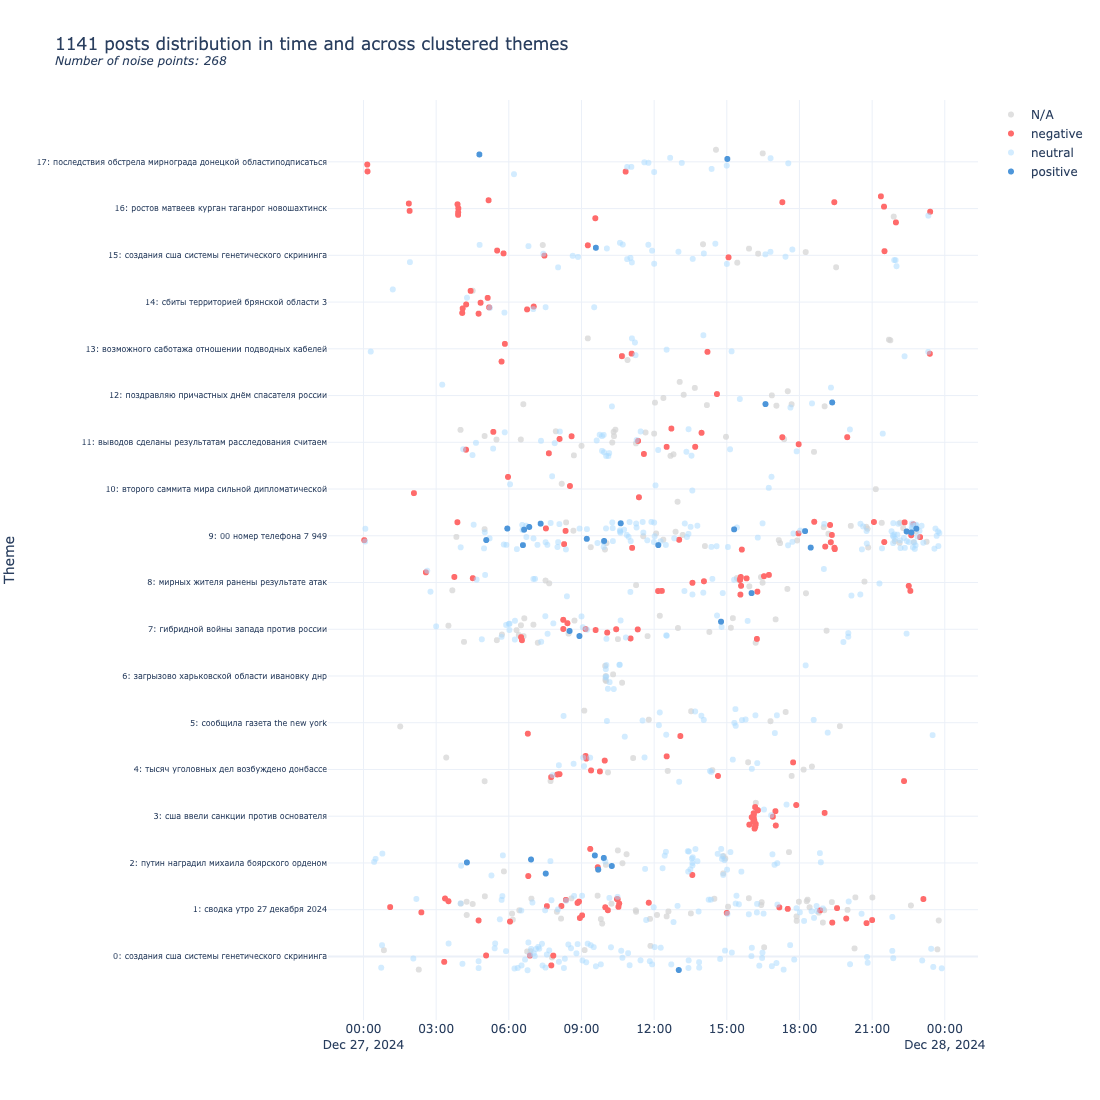 1141 posts distribution in time and across clustered themes
Number of noise points: 268
N/A
negative
neutral
positive
Theme
17: последствия обстрела мирнограда донецкой областиподписаться
16: ростов матвеев курган таганрог новошахтинск
15: создания сша системы генетического скрининга
14: сбиты территорией брянской области 3
13: возможного саботажа отношении подводных кабелей
12: поздравляю причастных днём спасателя россии
11: выводов сделаны результатам расследования считаем
10: второго саммита мира сильной дипломатической
9: 00 номер телефона 7 949
8: мирных жителя ранены результате атак
7: гибридной войны запада против россии
6: загрызово харьковской области ивановку днр
5: сообщила газета the new york
4: тысяч уголовных дел возбуждено донбассе
3: сша ввели санкции против основателя
2: путин наградил михаила боярского орденом
1: сводка утро 27 декабря 2024
0: создания сша системы генетического скрининга
00:00 03:00 06:00 09:00 12:00 15:00 18:00 21:00 00:00
Dec 27, 2024 Dec 28, 2024